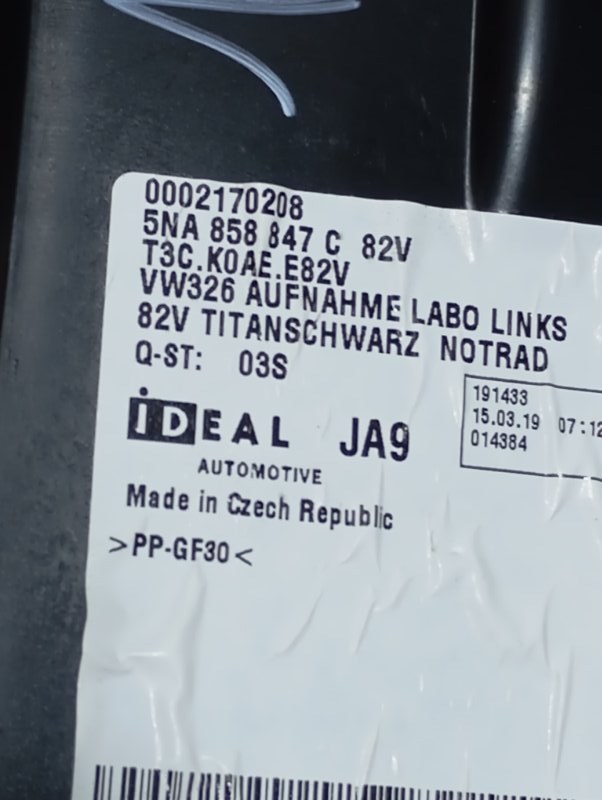 0002170208
5NA 858 847 C 82V
T3C.K0AE.E82V
VW326 AUFNAHME LABO LINKS
82V TITANSCHWARZ NOTRAD
Q-ST: 03S
191433
15.03.19 07:12
014384
iDEAL JA9
AUTOMOTIVE
Made in Czech Republic
>PP-GF30<